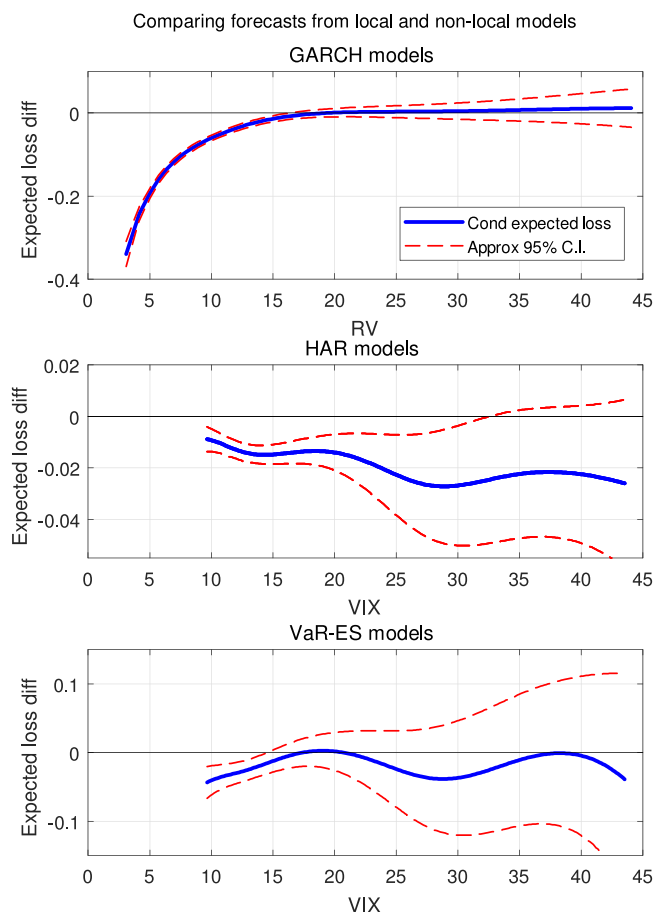 Comparing forecasts from local and non-local models
GARCH models
Expected loss diff
0
-0.2
-0.4
Cond expected loss
Approx 95% C.I.
0 5 10 15 20 25 30 35 40 45
RV
HAR models
Expected loss diff
0.02
0
-0.02
-0.04
0 5 10 15 20 25 30 35 40 45
VIX
VaR-ES models
Expected loss diff
0.1
0
-0.1
0 5 10 15 20 25 30 35 40 45
VIX